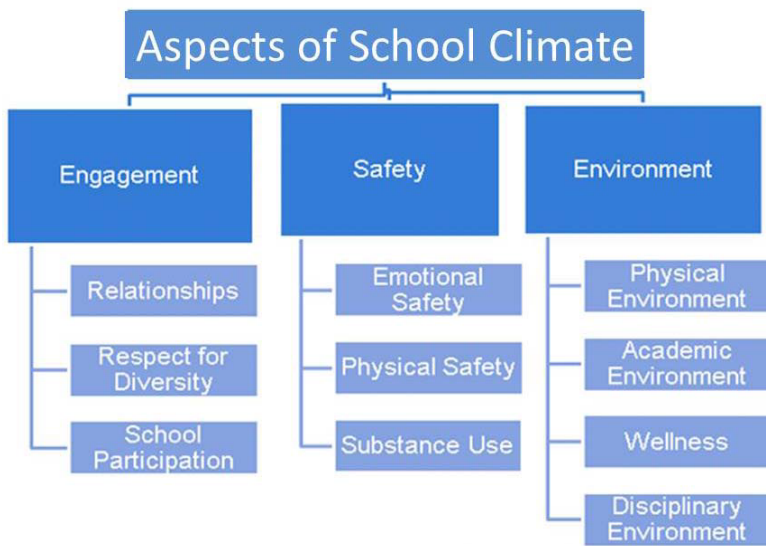 Aspects of School Climate
Engagement
Relationships
Respect for
Diversity
School
Participation
Safety
Emotional
Safety
Physical Safety
Substance Use
Environment
Physical
Environment
Academic
Environment
Wellness
Disciplinary
Environment